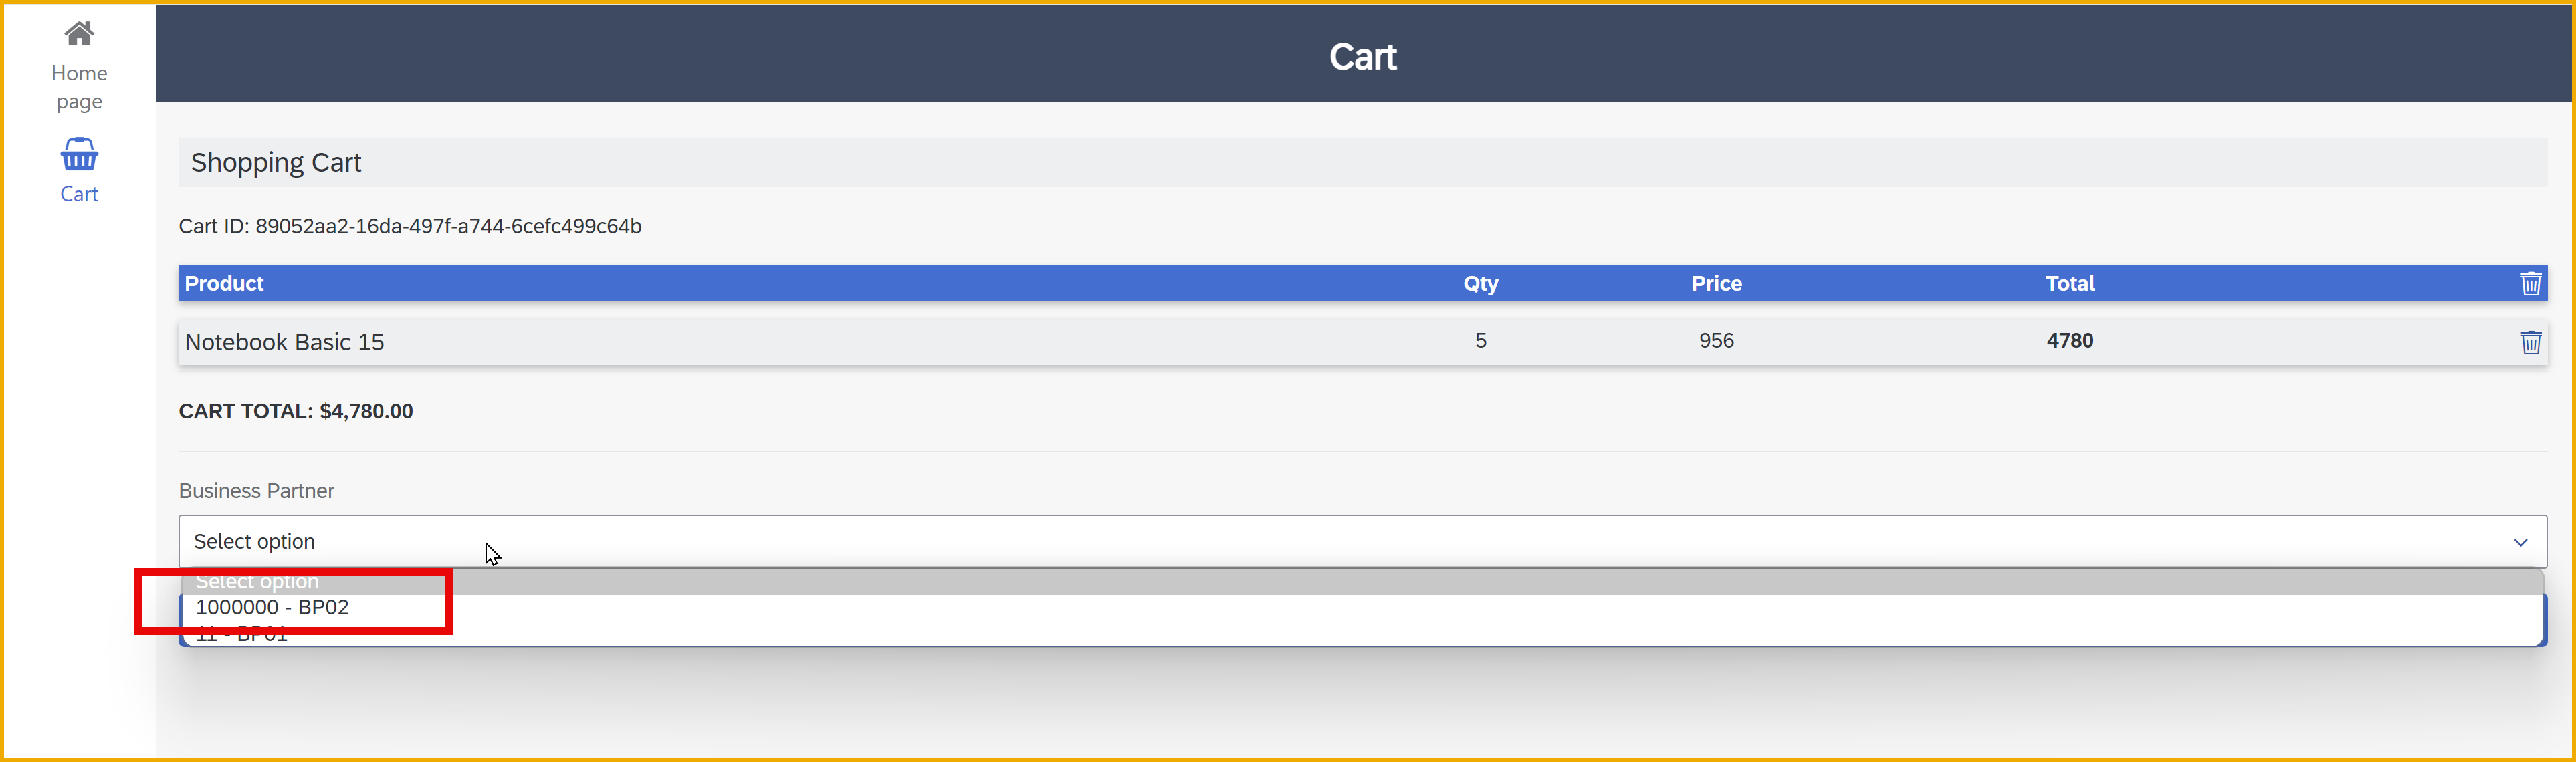 Home
page
Cart
Cart
Shopping Cart
Cart ID: 89052aa2-16da-497f-a744-6cefc499c64b
Product Qty Price Total
Notebook Basic 15 5 956 4780
CART TOTAL: $4,780.00
Business Partner
Select option
Select option
1000000 - BP02
11 - BP01